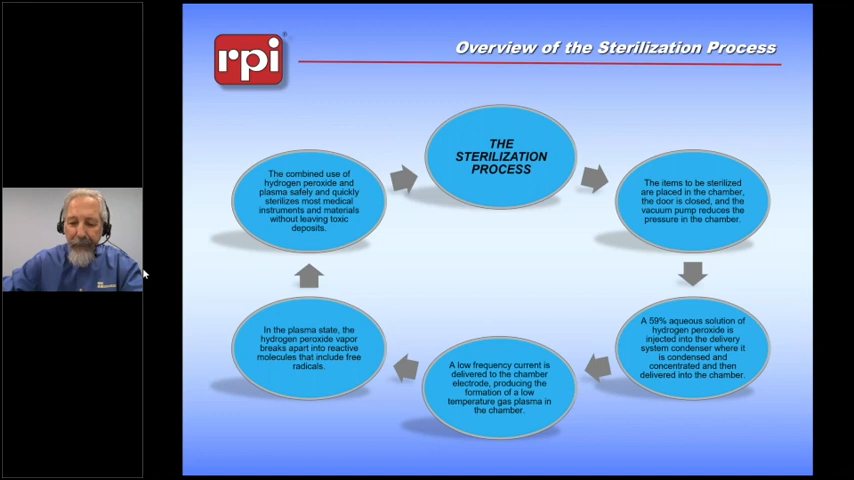 rpi
®
Overview of the Sterilization Process
THE
STERILIZATION
PROCESS
The items to be sterilized
are placed in the chamber,
the door is closed, and the
vacuum pump reduces the
pressure in the chamber.
A 59% aqueous solution of
hydrogen peroxide is
injected into the delivery
system condenser where it
is condensed and
concentrated and then
delivered into the chamber.
A low frequency current is
delivered to the chamber
electrode, producing the
formation of a low
temperature gas plasma in
the chamber.
In the plasma state, the
hydrogen peroxide vapor
breaks apart into reactive
molecules that include free
radicals.
The combined use of
hydrogen peroxide and
plasma safely and quickly
sterilizes most medical
instruments and materials
without leaving toxic
deposits.